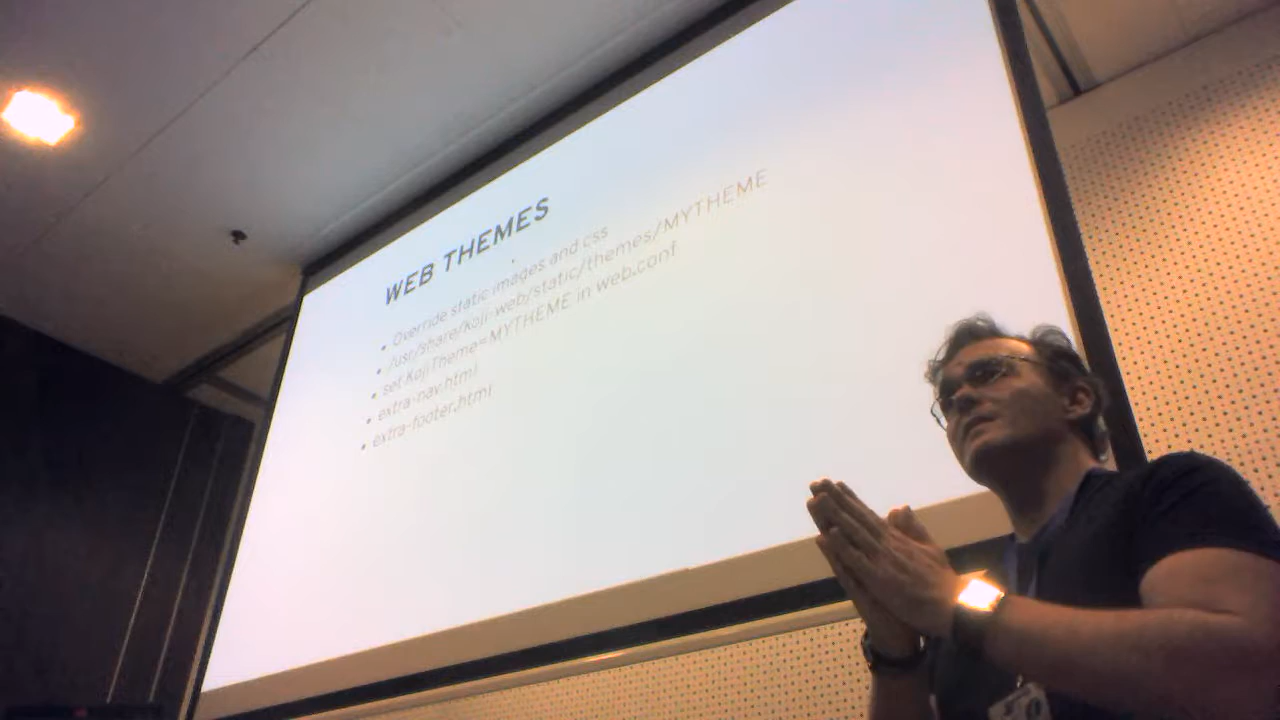 WEB THEMES
• Override static images and css
• /usr/share/koji-web/static/themes/MYTHEME
• set KojiTheme=MYTHEME in web.conf
• extra-nav.html
• extra-footer.html